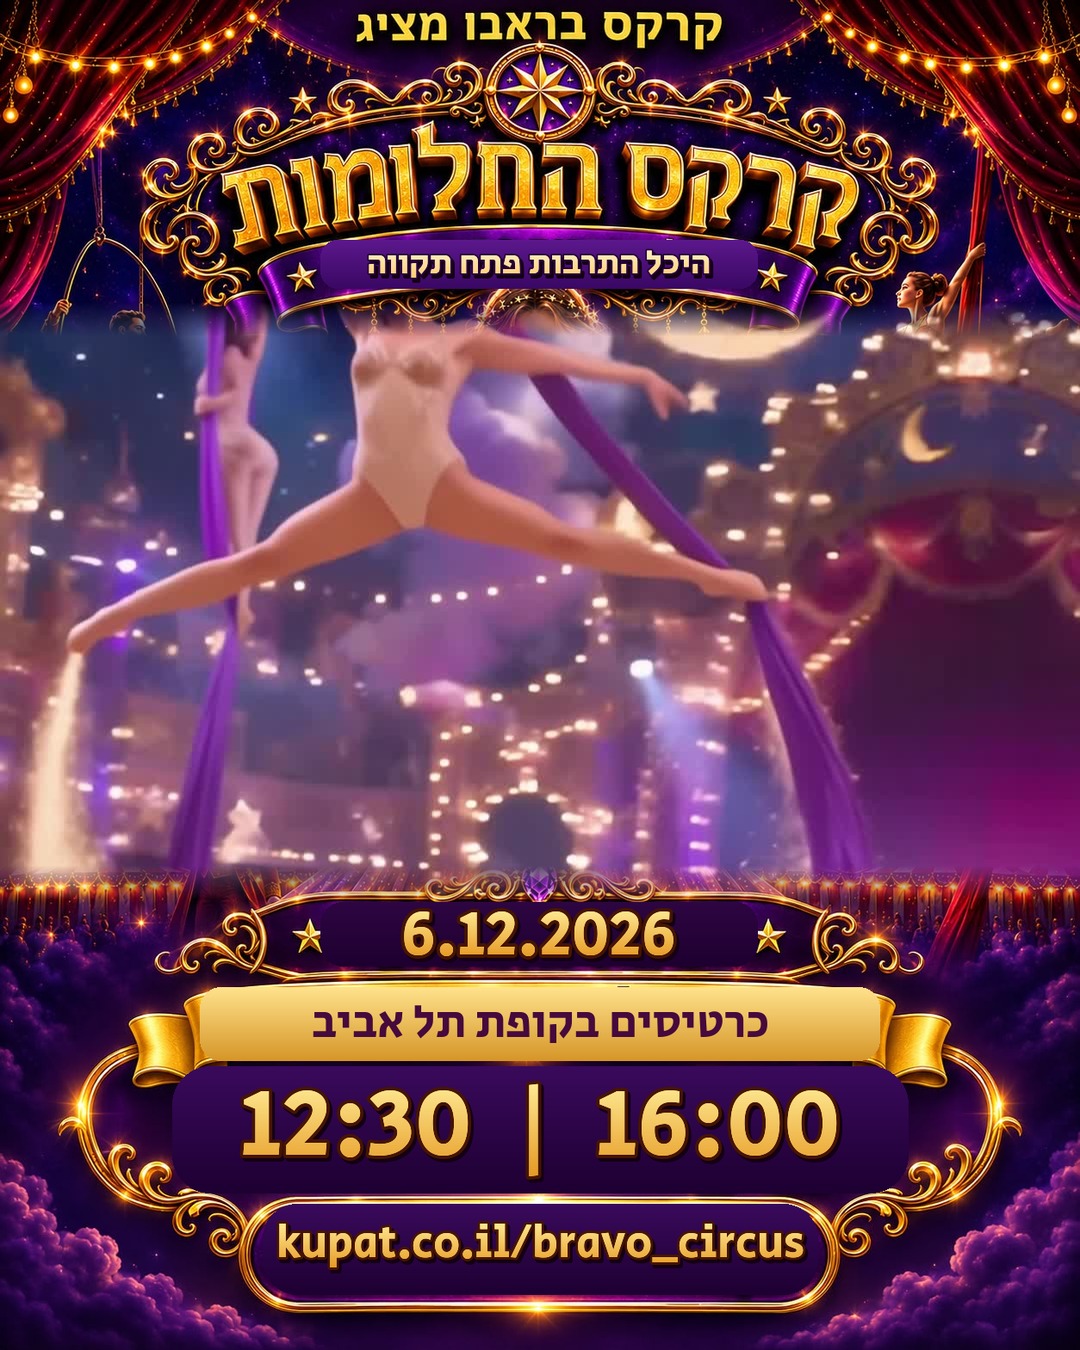 קרקס בראבו מציג
קרקס החלומות
היכל התרבות פתח תקווה
6.12.2026
כרטיסים בקופת תל אביב
12:30 | 16:00
kupat.co.il/bravo_circus